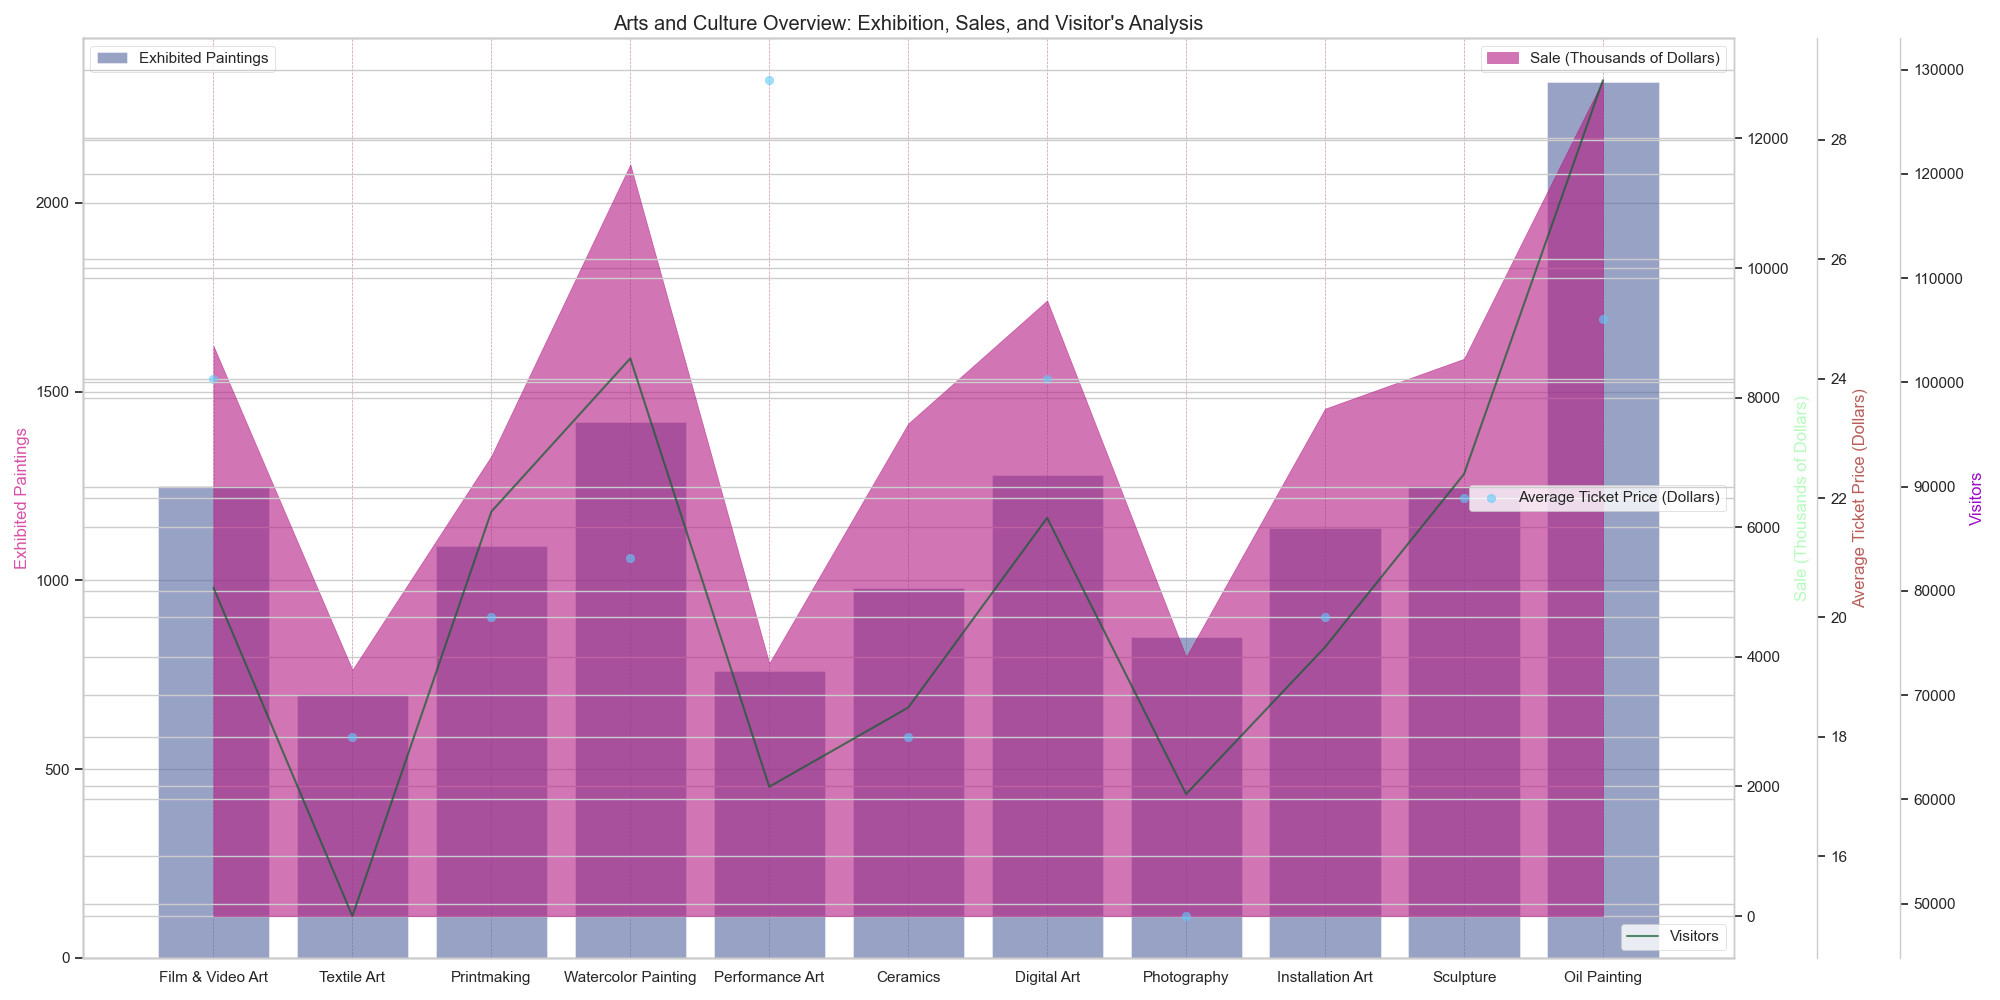 Arts and Culture Overview: Exhibition, Sales, and Visitor's Analysis
Exhibited Paintings
Sale (Thousands of Dollars)
Average Ticket Price (Dollars)
Visitors
Exhibited Paintings
2000
1500
1000
500
0
12000
10000
8000
6000
4000
2000
0
Sale (Thousands of Dollars)
28
26
24
22
20
18
16
Average Ticket Price (Dollars)
130000
120000
110000
100000
90000
80000
70000
60000
50000
Visitors
Film & Video Art
Textile Art
Printmaking
Watercolor Painting
Performance Art
Ceramics
Digital Art
Photography
Installation Art
Sculpture
Oil Painting